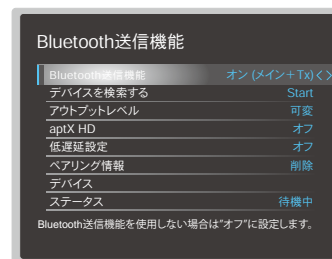 Bluetooth送信機能
Bluetooth送信機能 オン (メイン＋Tx) < >
デバイスを検索する Start
アウトプットレベル 可変
aptX HD オフ
低遅延設定 オフ
ペアリング情報 削除
デバイス
ステータス 待機中
Bluetooth送信機能を使用しない場合は"オフ"に設定します。